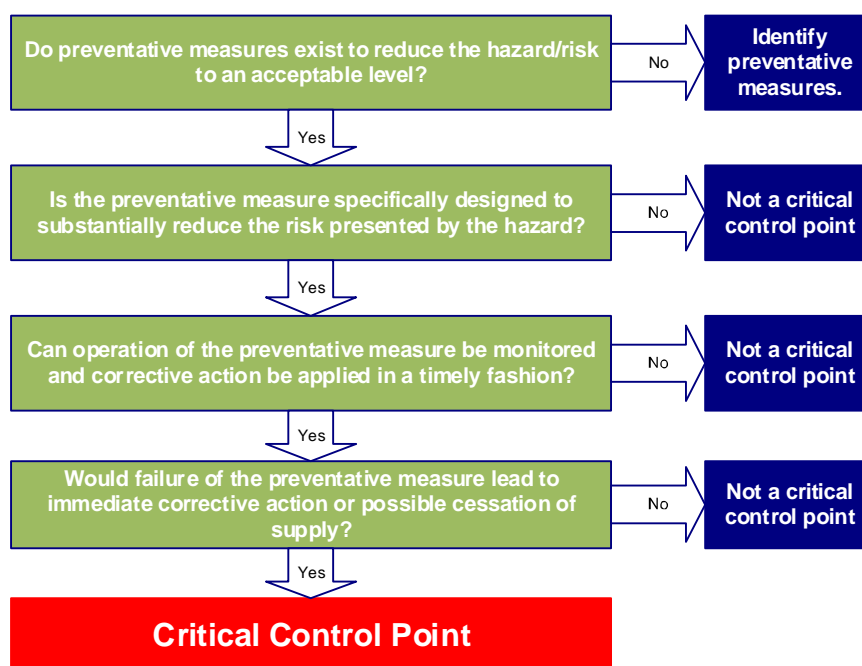 Do preventative measures exist to reduce the hazard/risk
to an acceptable level?
No
Identify
preventative
measures.
Yes
Is the preventative measure specifically designed to
substantially reduce the risk presented by the hazard?
No
Not a critical
control point
Yes
Can operation of the preventative measure be monitored
and corrective action be applied in a timely fashion?
No
Not a critical
control point
Yes
Would failure of the preventative measure lead to
immediate corrective action or possible cessation of
supply?
No
Not a critical
control point
Yes
Critical Control Point